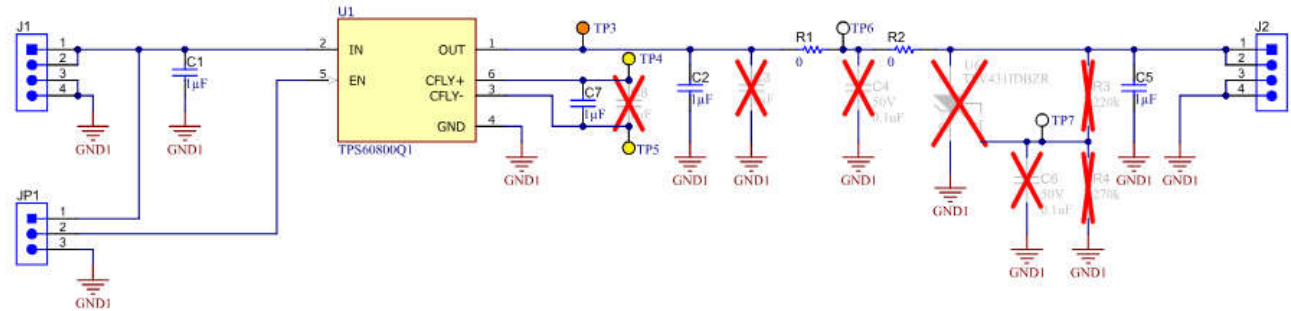 J1
1
2
3
4
GND1
C1
1µF
GND1
U1
2
IN
5
EN
OUT
1
CFLY+
6
CFLY-
3
GND
4
TPS60800Q1
GND1
TP3
TP4
C7
1µF
TP5
C2
1µF
GND1
GND1
R1
0
TP6
R2
0
C4
50V
0.1uF
GND1
GND1
TP7
C6
50V
0.1uF
GND1
R3
220k
R4
270k
GND1
C5
1µF
GND1
J2
1
2
3
4
GND1
JP1
1
2
3
GND1